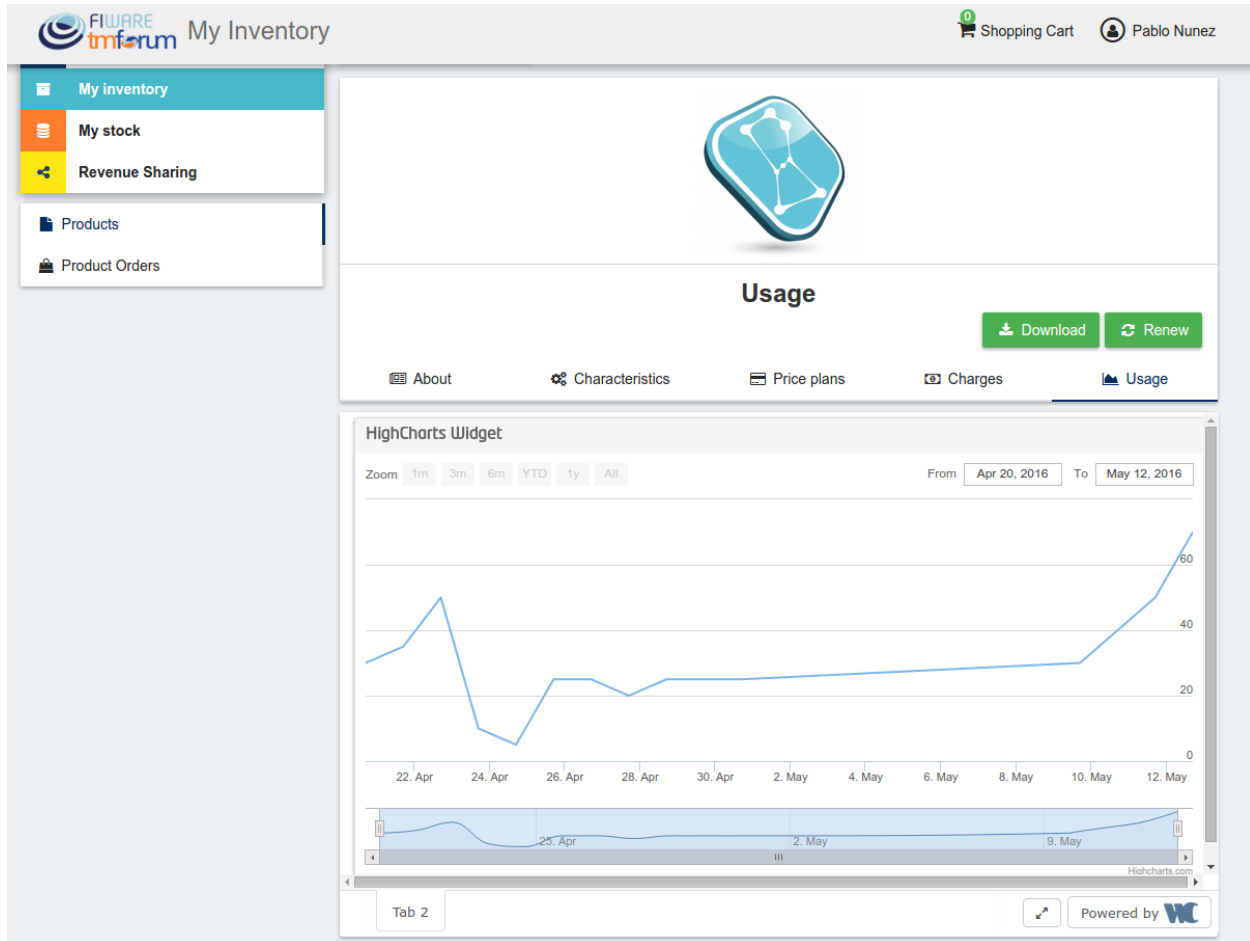 FIWARE
tmforum
My Inventory
0
Shopping Cart
Pablo Nunez
My inventory
My stock
Revenue Sharing
Products
Product Orders
Usage
Download
Renew
About
Characteristics
Price plans
Charges
Usage
HighCharts Widget
Zoom 1m 3m 6m YTD 1y All
From Apr 20, 2016 To May 12, 2016
60
40
20
0
22. Apr 24. Apr 26. Apr 28. Apr 30. Apr 2. May 4. May 6. May 8. May 10. May 12. May
25. Apr 2. May 9. May
Highcharts.com
Tab 2
Powered by WC